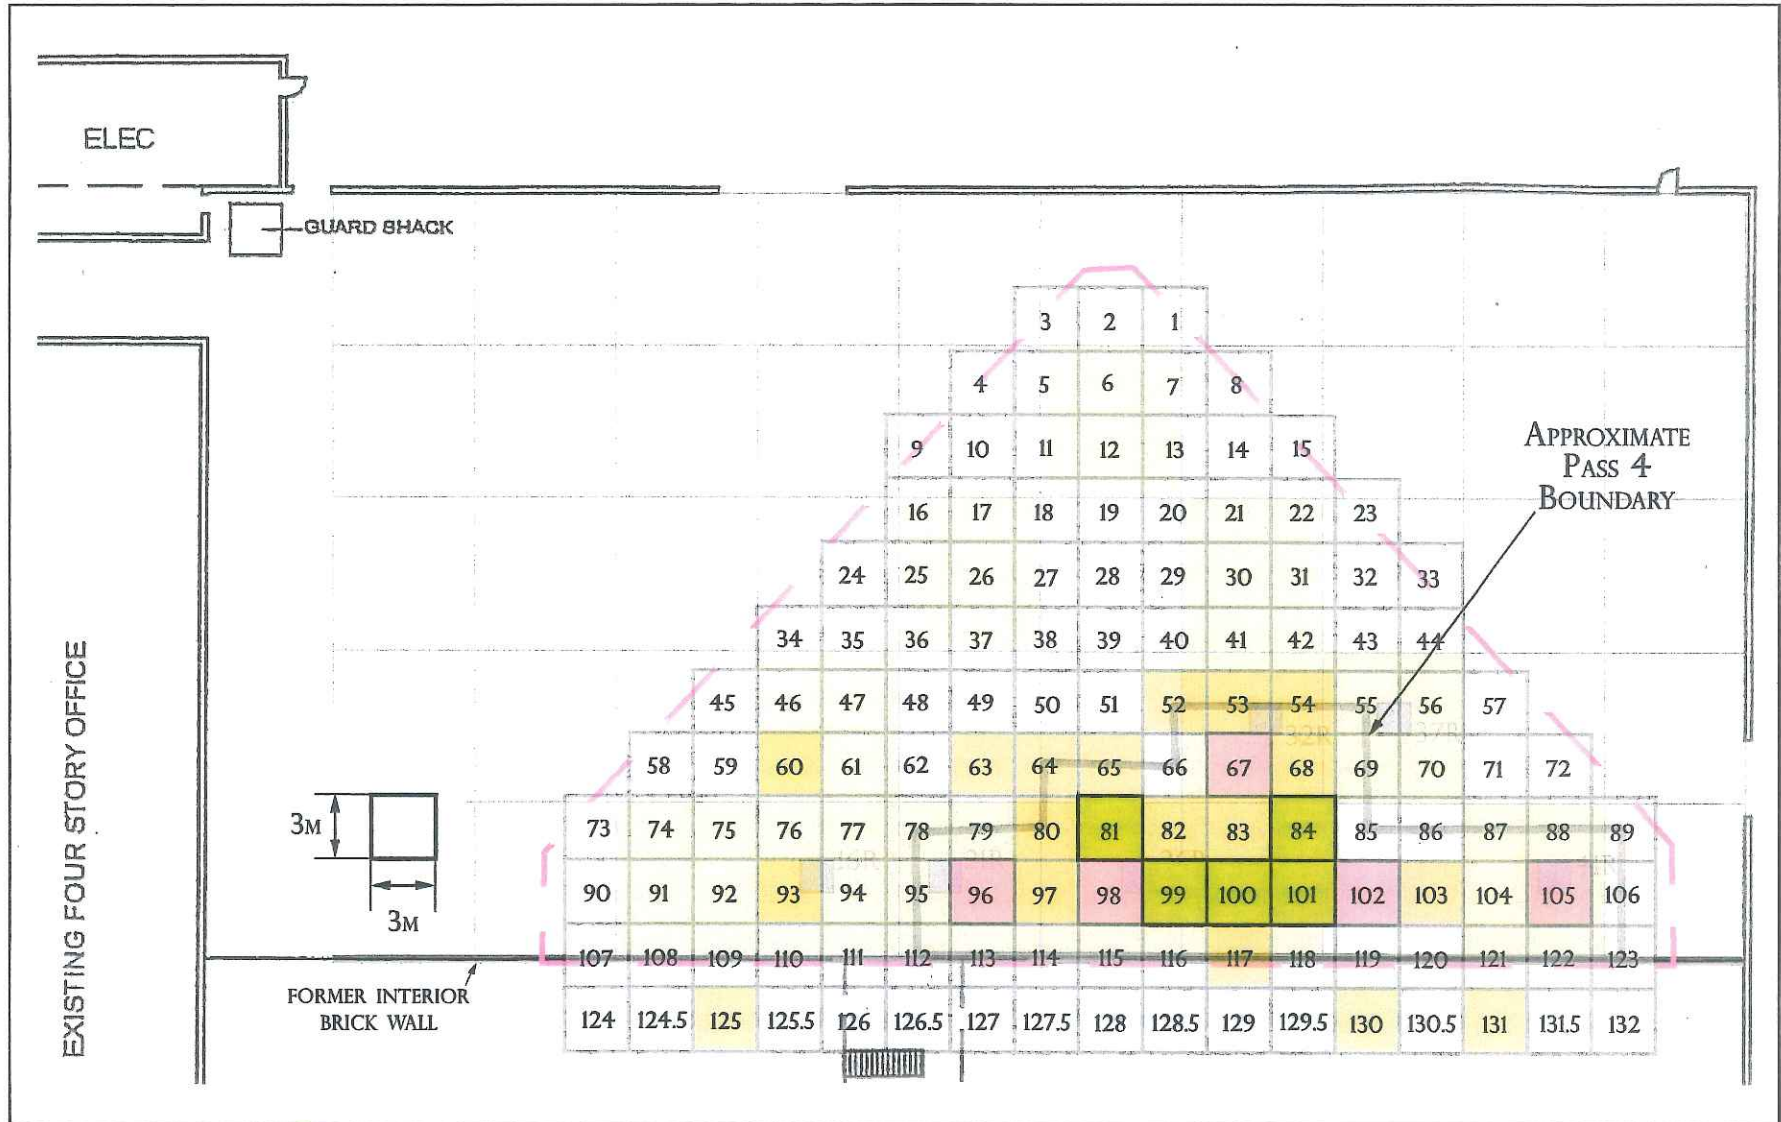 ELEC
GUARD SHACK
3 2 1
4 5 6 7 8
9 10 11 12 13 14 15
APPROXIMATE
PASS 4
BOUNDARY
16 17 18 19 20 21 22 23
24 25 26 27 28 29 30 31 32 33
34 35 36 37 38 39 40 41 42 43 44
45 46 47 48 49 50 51 52 53 54 55 56 57
32R 37R
58 59 60 61 62 63 64 65 66 67 68 69 70 71 72
3M
73 74 75 76 77 78 79 80 81 82 83 84 85 86 87 88 89
90 91 92 93 94 95 96 97 98 99 100 101 102 103 104 105 106
3M
107 108 109 110 111 112 113 114 115 116 117 118 119 120 121 122 123
FORMER INTERIOR
BRICK WALL
124 124.5 125 125.5 126 126.5 127 127.5 128 128.5 129 129.5 130 130.5 131 131.5 132
EXISTING FOUR STORY OFFICE